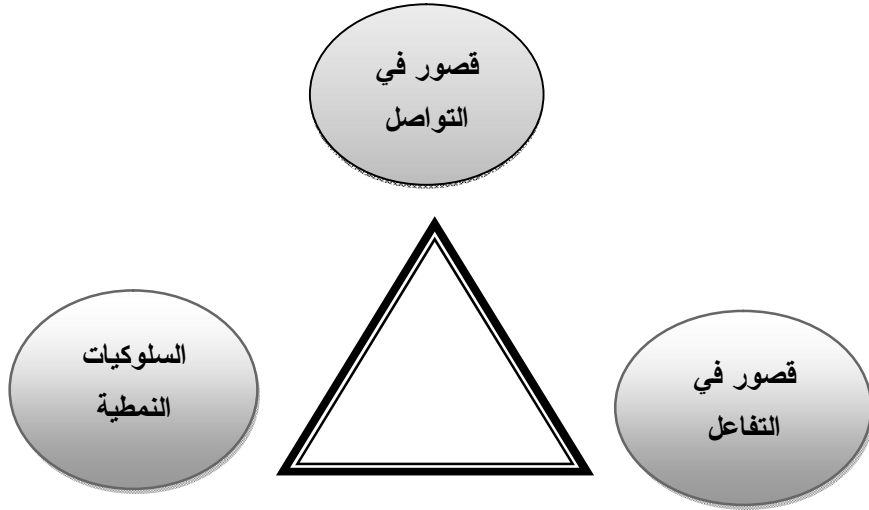 قصور في
التواصل
قصور في
التفاعل
السلوكيات
النمطية